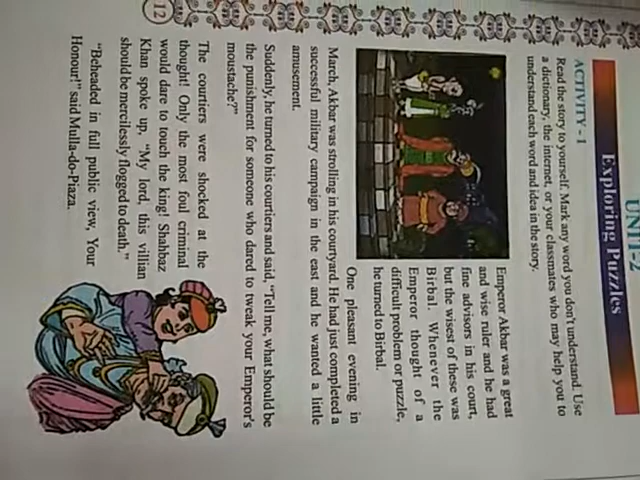 UNIT-2
Exploring Puzzles
ACTIVITY - 1
Read the story to yourself. Mark any word you don't understand. Use
a dictionary, the internet, or your classmates who may help you to
understand each word and idea in the story.
Emperor Akbar was a great
and wise ruler and he had
fine advisors in his court,
but the wisest of these was
Birbal. Whenever the
Emperor thought of a
difficult problem or puzzle,
he turned to Birbal.
One pleasant evening in
March, Akbar was strolling in his courtyard. He had just completed a
successful military campaign in the east and he wanted a little
amusement.
Suddenly, he turned to his courtiers and said, "Tell me, what should be
the punishment for someone who dared to tweak your Emperor's
moustache?"
The courtiers were shocked at the
thought! Only the most foul criminal
would dare to touch the king! Shahbaz
Khan spoke up, "My lord, this villian
should be mercilessly flogged to death."
"Beheaded in full public view, Your
Honour!" said Mulla-do-Piaza.
12